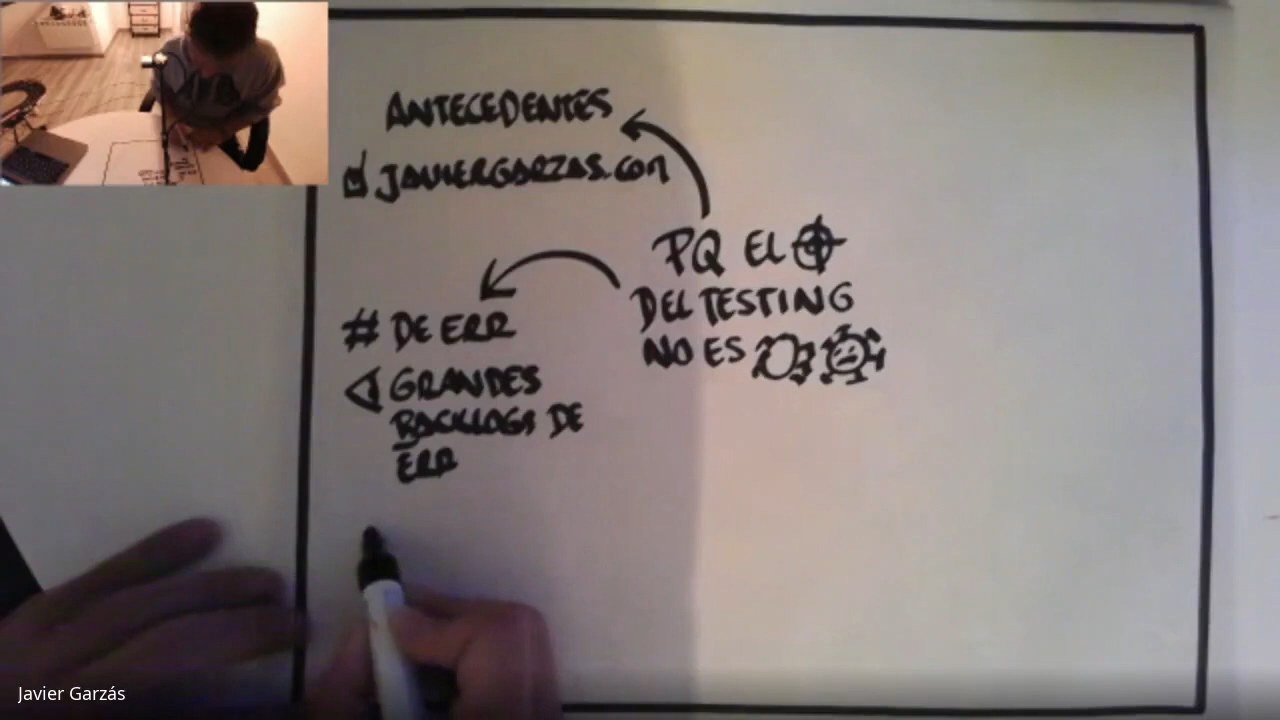 ANTECEDENTES
JAVIERGARZAS.COM
PQ EL
DEL TESTING
NO ES
# DE ERR
GRANDES
BACKLOGS DE
ERR
Javier Garzás